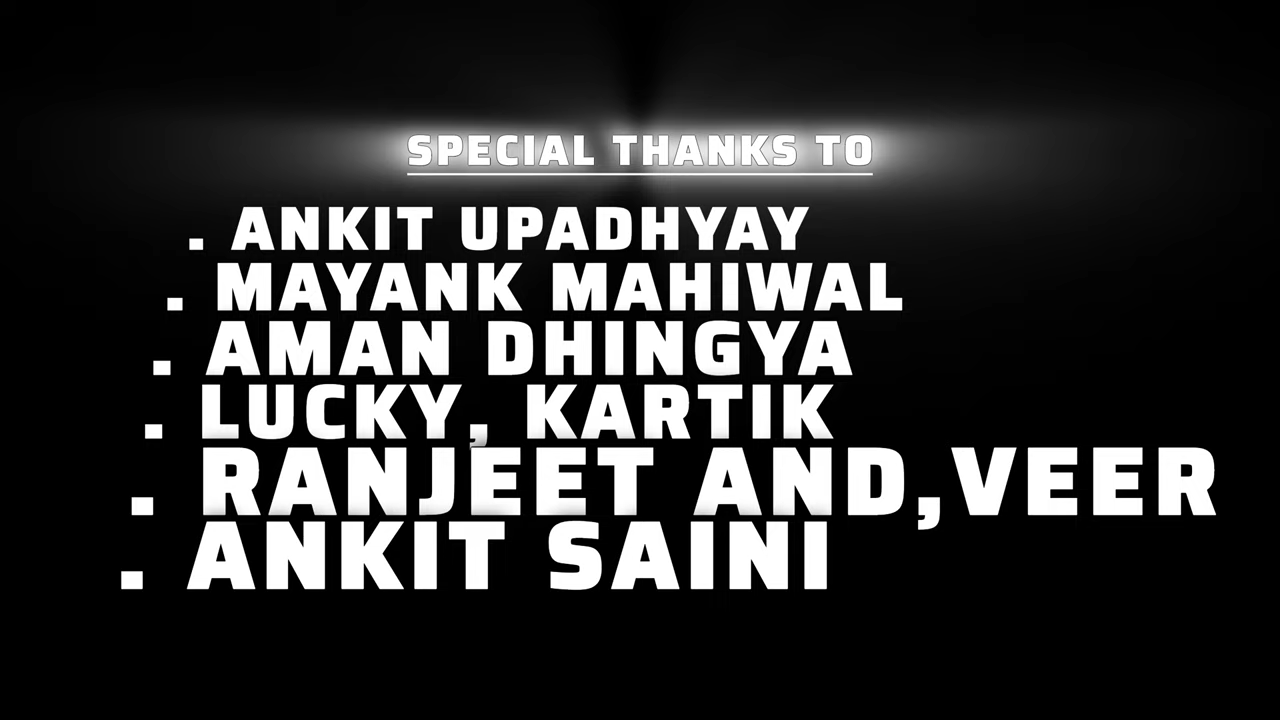 SPECIAL THANKS TO
. ANKIT UPADHYAY
. MAYANK MAHIWAL
. AMAN DHINGYA
. LUCKY, KARTIK
. RANJEET AND,VEER
. ANKIT SAINI